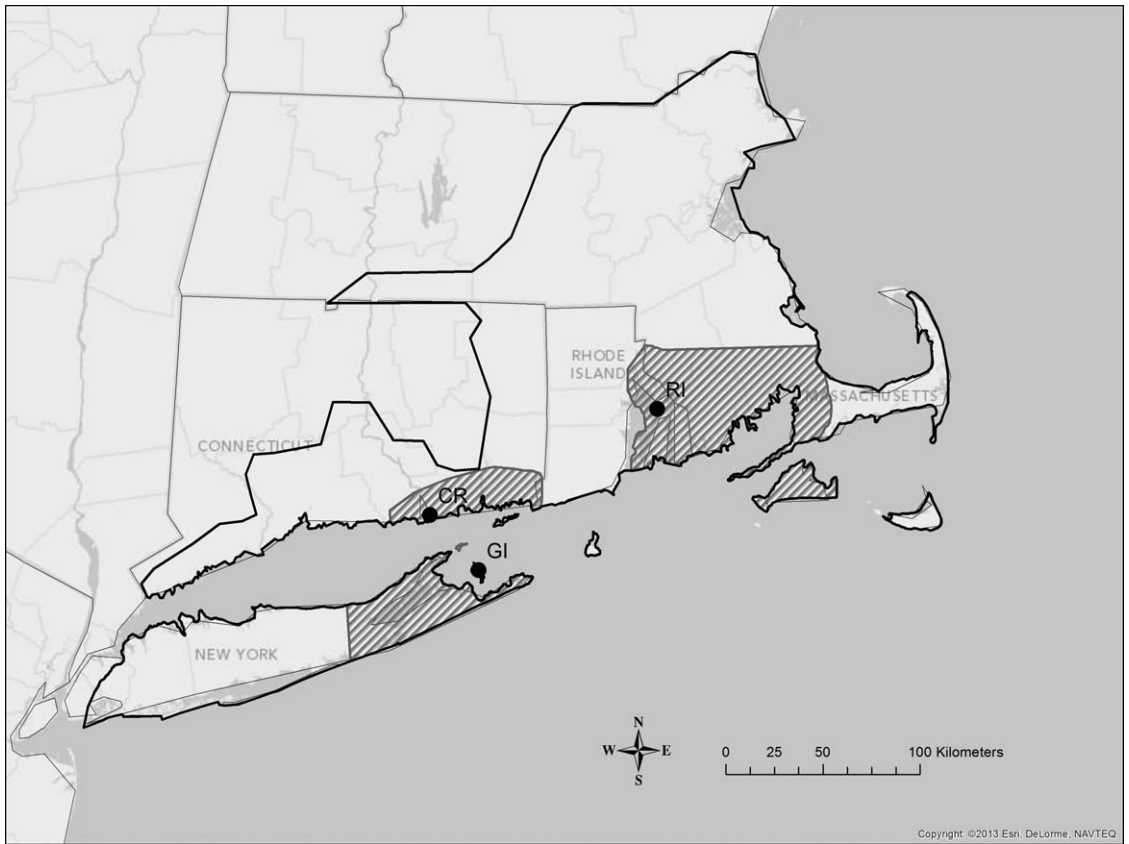 RHODE
ISLAND
RI
MASSACHUSETTS
CONNECTICUT
CR
GI
NEW YORK
N
W E
S
0 25 50 100 Kilometers
Copyright: ©2013 Esri, DeLorme, NAVTEQ